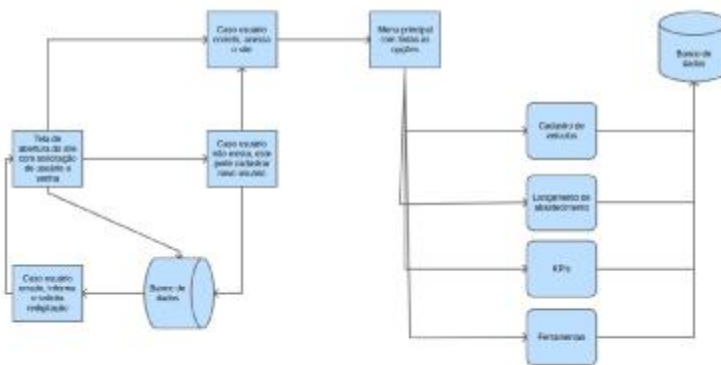 Caso usuário
correto, acessa
o site
Menu principal
com todas as
opções
Banco de
dados
Tela de
abertura do site
com solicitação
de usuário e
senha
Caso usuário
não exista, este
pode cadastrar
novo usuário
Cadastro de
veículos
Lançamento de
abastecimento
Caso usuário
errado, informa
e solicita
redigitação
Banco de
dados
KPIs
Ferramentas